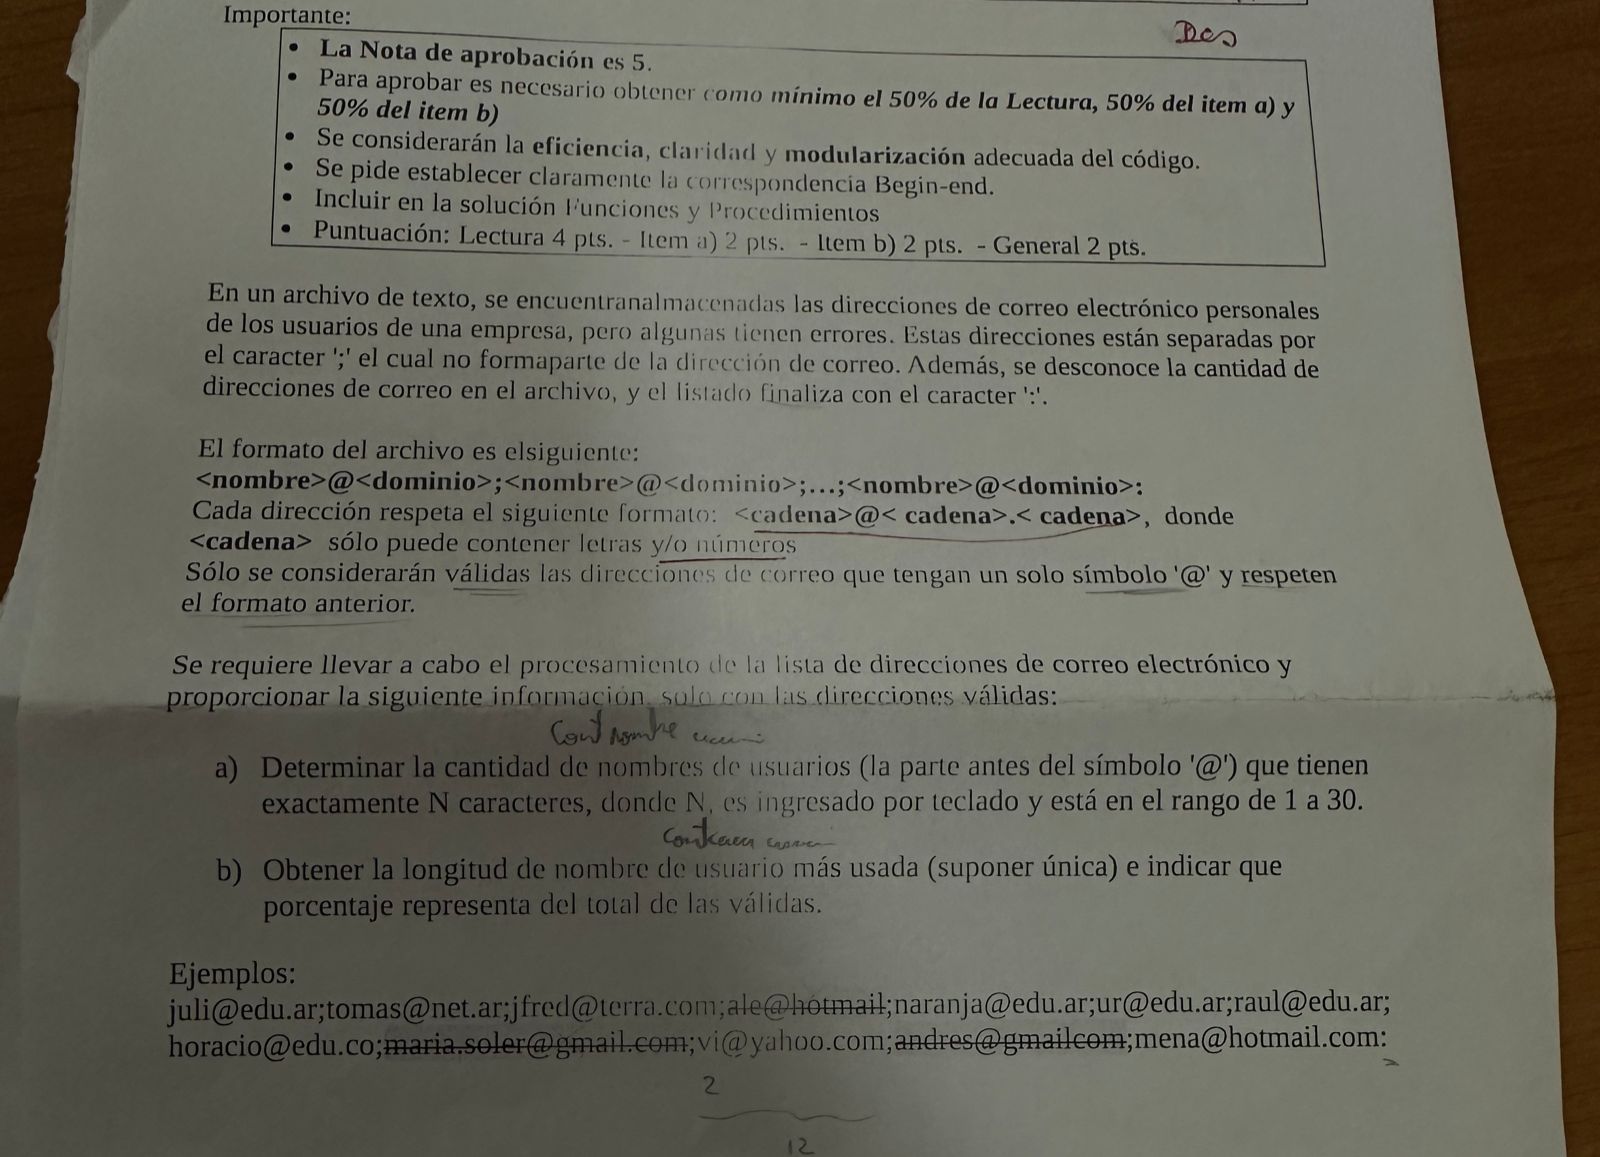 Importante:
Des
• La Nota de aprobación es 5.
• Para aprobar es necesario obtener como mínimo el 50% de la Lectura, 50% del item a) y
50% del item b)
• Se considerarán la eficiencia, claridad y modularización adecuada del código.
• Se pide establecer claramente la correspondencia Begin-end.
• Incluir en la solución Funciones y Procedimientos
• Puntuación: Lectura 4 pts. - Item a) 2 pts. - Item b) 2 pts. - General 2 pts.
En un archivo de texto, se encuentranalmacenadas las direcciones de correo electrónico personales
de los usuarios de una empresa, pero algunas tienen errores. Estas direcciones están separadas por
el caracter ';' el cual no formaparte de la dirección de correo. Además, se desconoce la cantidad de
direcciones de correo en el archivo, y el listado finaliza con el caracter ':'.
El formato del archivo es elsiguiente:
<nombre>@<dominio>;<nombre>@<dominio>;...;<nombre>@<dominio>:
Cada dirección respeta el siguiente formato: <cadena>@< cadena>.< cadena>, donde
<cadena> sólo puede contener letras y/o números
Sólo se considerarán válidas las direcciones de correo que tengan un solo símbolo '@' y respeten
el formato anterior.
Se requiere llevar a cabo el procesamiento de la lista de direcciones de correo electrónico y
proporcionar la siguiente información, solo con las direcciones válidas:
Cont nombre
a) Determinar la cantidad de nombres de usuarios (la parte antes del símbolo '@') que tienen
exactamente N caracteres, donde N, es ingresado por teclado y está en el rango de 1 a 30.
b) Obtener la longitud de nombre de usuario más usada (suponer única) e indicar que
porcentaje representa del total de las válidas.
Ejemplos:
juli@edu.ar;tomas@net.ar;jfred@terra.com;ale@hotmail;naranja@edu.ar;ur@edu.ar;raul@edu.ar;
horacio@edu.co;maria.soler@gmail.com;vi@yahoo.com;andres@gmailcom;mena@hotmail.com:
2
12